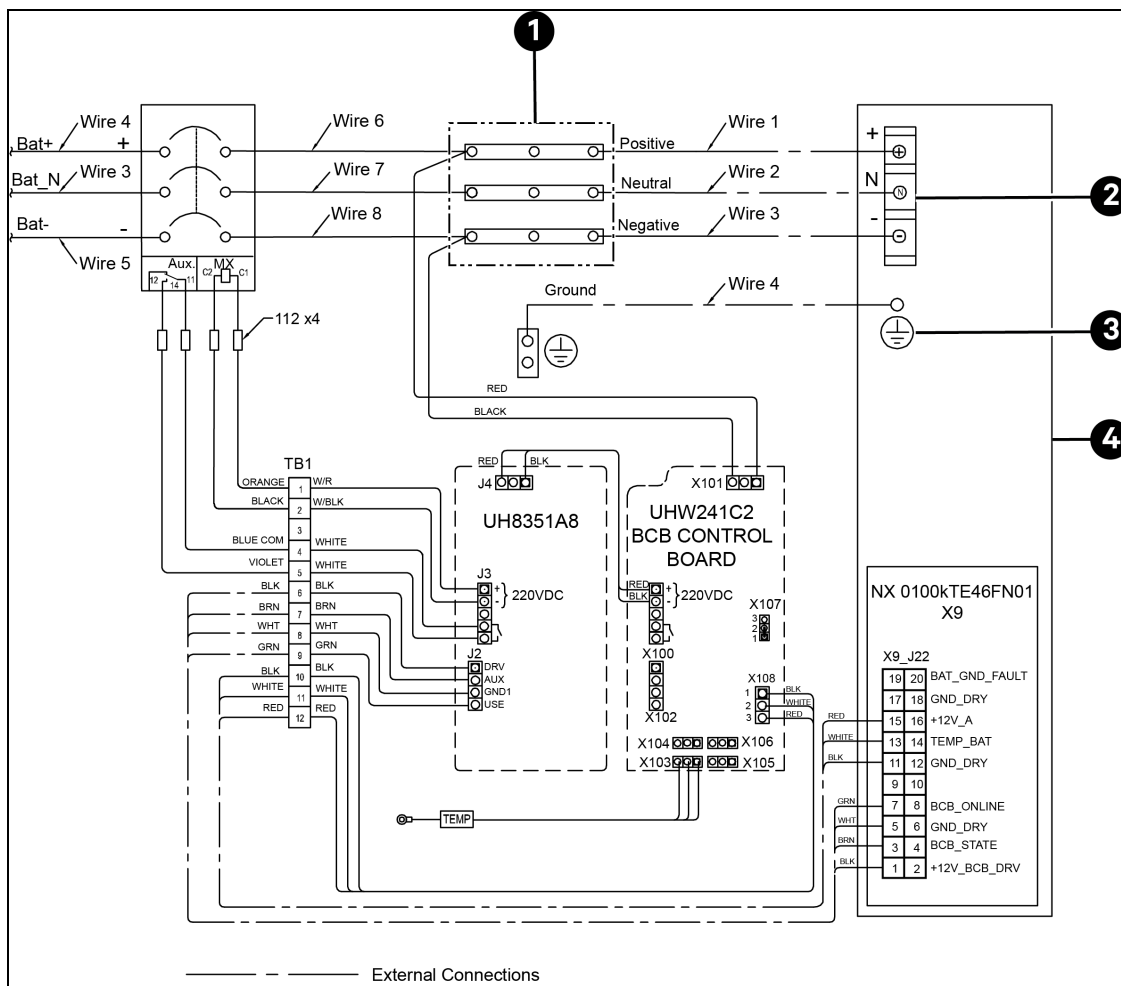 1
Wire 4
Wire 6
Wire 1
Bat+
+
Positive
+
Wire 3
Wire 7
Wire 2
Bat_N
Neutral
N
N
2
Wire 8
Wire 3
Bat-
-
Negative
-
Wire 5
Aux.
MX
12
14
11
C2
C1
Ground
Wire 4
3
112 x4
RED
BLACK
4
TB1
RED
BLK
J4
X101
UH8351A8
UHW241C2
BCB CONTROL
BOARD
ORANGE 1 W/R
BLACK 2 W/BLK
3
BLUE COM 4 WHITE
VIOLET 5 WHITE
BLK 6 BLK
BRN 7 BRN
WHT 8 WHT
GRN 9 GRN
BLK 10 BLK
WHITE 11 WHITE
RED 12 RED
J3
+
-
220VDC
J2
DRV
AUX
GND1
USE
RED +
BLK -
220VDC
X107
3
2
1
X100
X102
X108
1 BLK
2 WHITE
3 RED
X104
X106
X103
X105
TEMP
NX 0100kTE46FN01
X9
X9_J22
19 20 BAT_GND_FAULT
17 18 GND_DRY
RED 15 16 +12V_A
WHITE 13 14 TEMP_BAT
BLK 11 12 GND_DRY
9 10
GRN 7 8 BCB_ONLINE
WHT 5 6 GND_DRY
BRN 3 4 BCB_STATE
BLK 1 2 +12V_BCB_DRV
External Connections